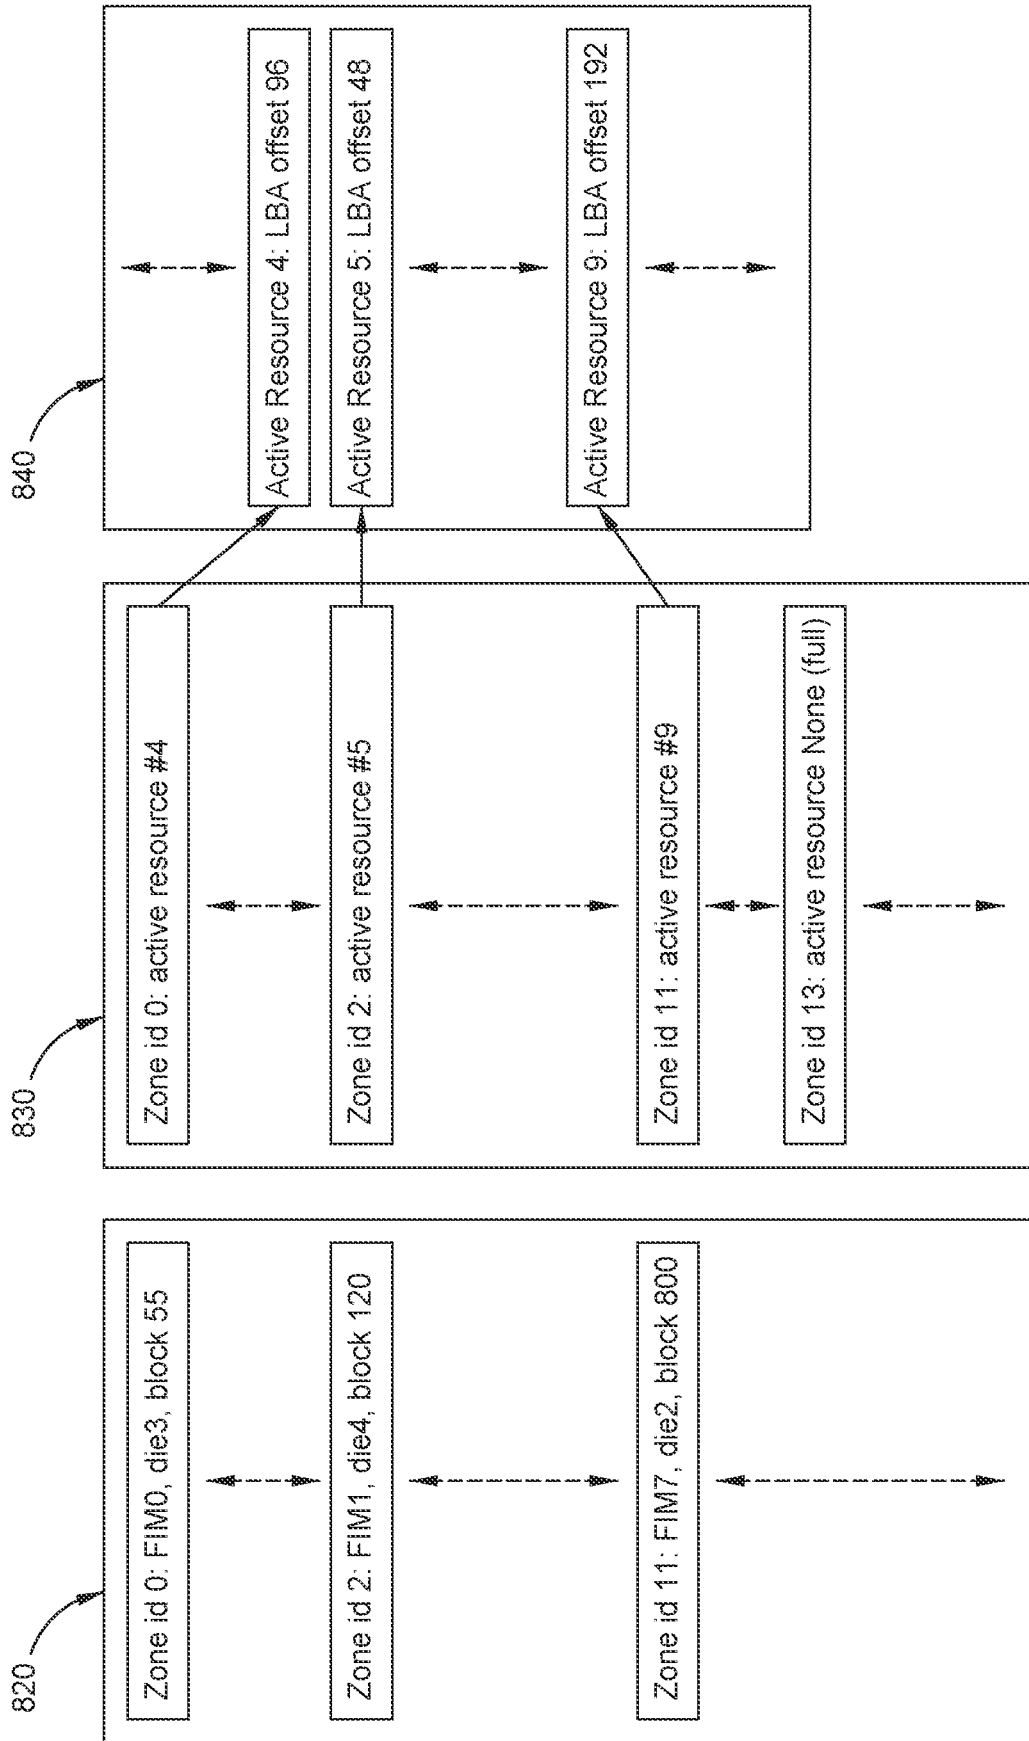 820
Zone id 0: FIM0, die3, block 55
Zone id 2: FIM1, die4, block 120
Zone id 11: FIM7, die2, block 800
830
Zone id 0: active resource #4
Zone id 2: active resource #5
Zone id 11: active resource #9
Zone id 13: active resource None (full)
840
Active Resource 4: LBA offset 96
Active Resource 5: LBA offset 48
Active Resource 9: LBA offset 192